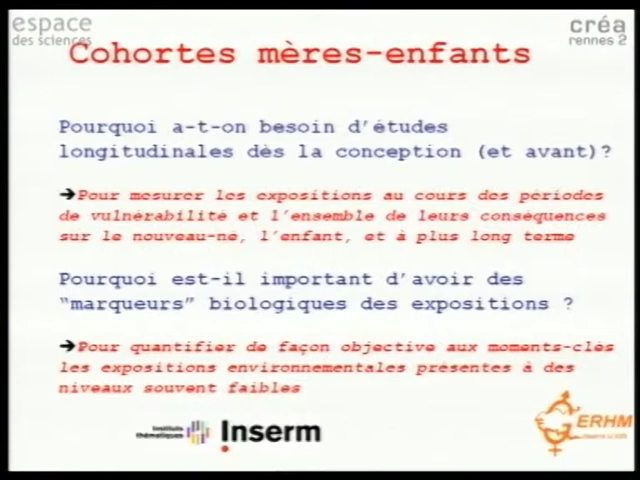 espace
des sciences
créa
rennes 2
Cohortes mères-enfants
Pourquoi a-t-on besoin d'études
longitudinales dès la conception (et avant)?
➔Pour mesurer les expositions au cours des périodes
de vulnérabilité et l'ensemble de leurs conséquences
sur le nouveau-né, l'enfant, et à plus long terme
Pourquoi est-il important d'avoir des
"marqueurs" biologiques des expositions ?
➔Pour quantifier de façon objective aux moments-clés
les expositions environnementales présentes à des
niveaux souvent faibles
Instituts
thématiques
Inserm
GERHM